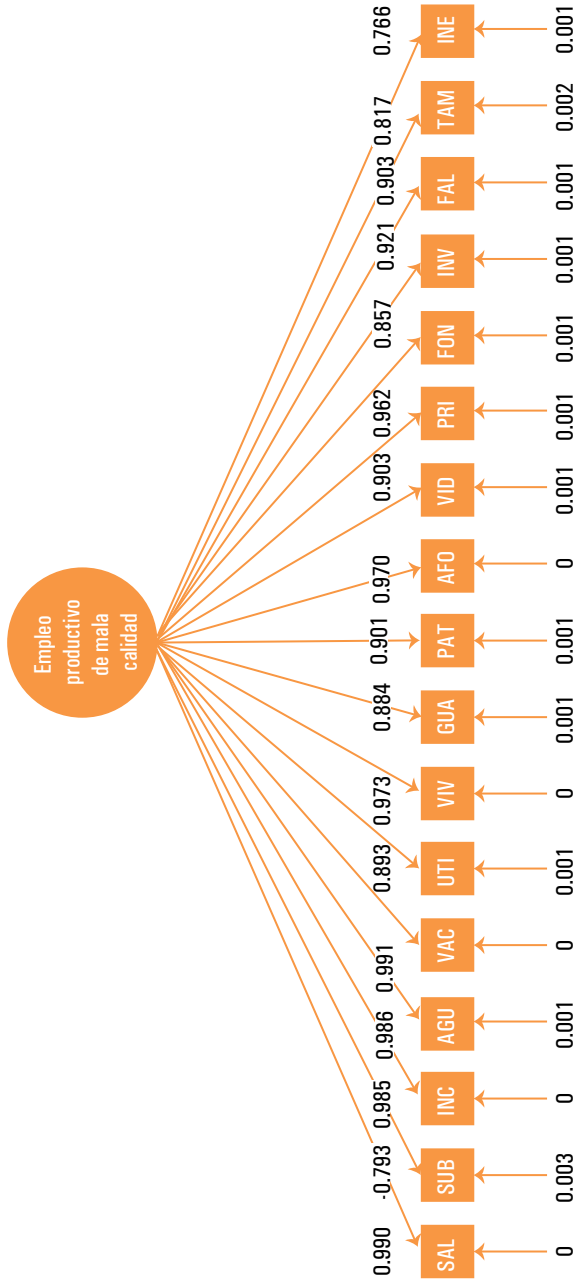 Empleo
productivo
de mala
calidad
0.990 -0.793 0.985 0.986 0.991 0.893 0.973 0.884 0.901 0.970 0.903 0.962 0.857 0.921 0.903 0.817 0.766
SAL SUB INC AGU VAC UTI VIV GUA PAT AFO VID PRI FON INV FAL TAM INE
0 0.003 0 0.001 0 0.001 0 0.001 0.001 0 0.001 0.001 0.001 0.001 0.001 0.002 0.001